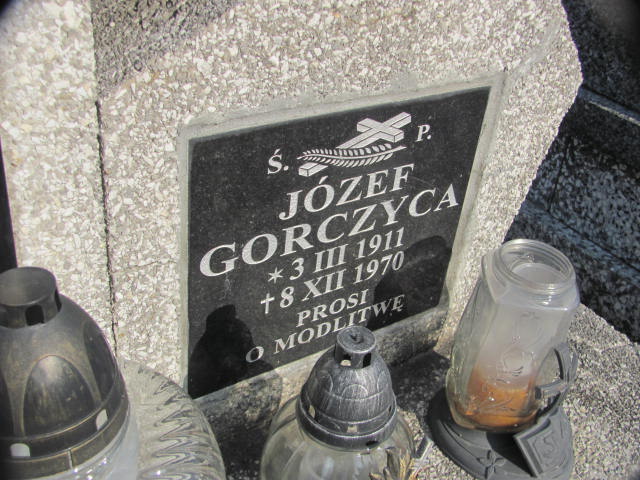 Ś. P.
JÓZEF
GORCZYCA
* 3 III 1911
† 8 XII 1970
PROSI
O MODLITWĘ